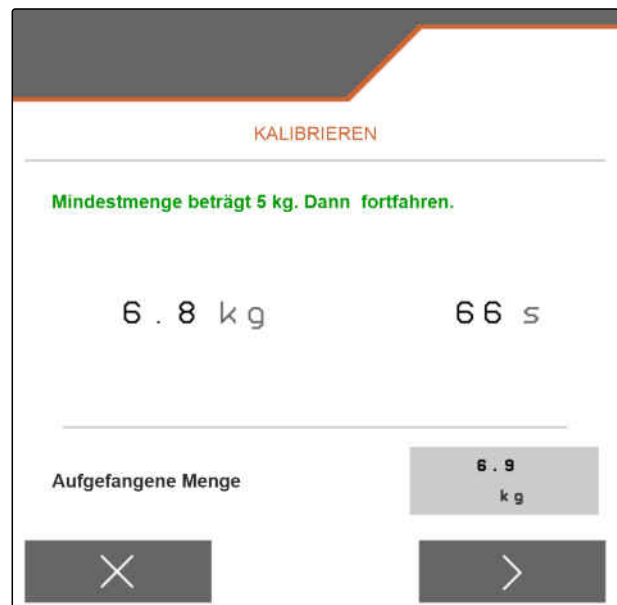 KALIBRIEREN
Mindestmenge beträgt 5 kg. Dann fortfahren.
6.8 kg 66 s
Aufgefangene Menge
6.9
kg